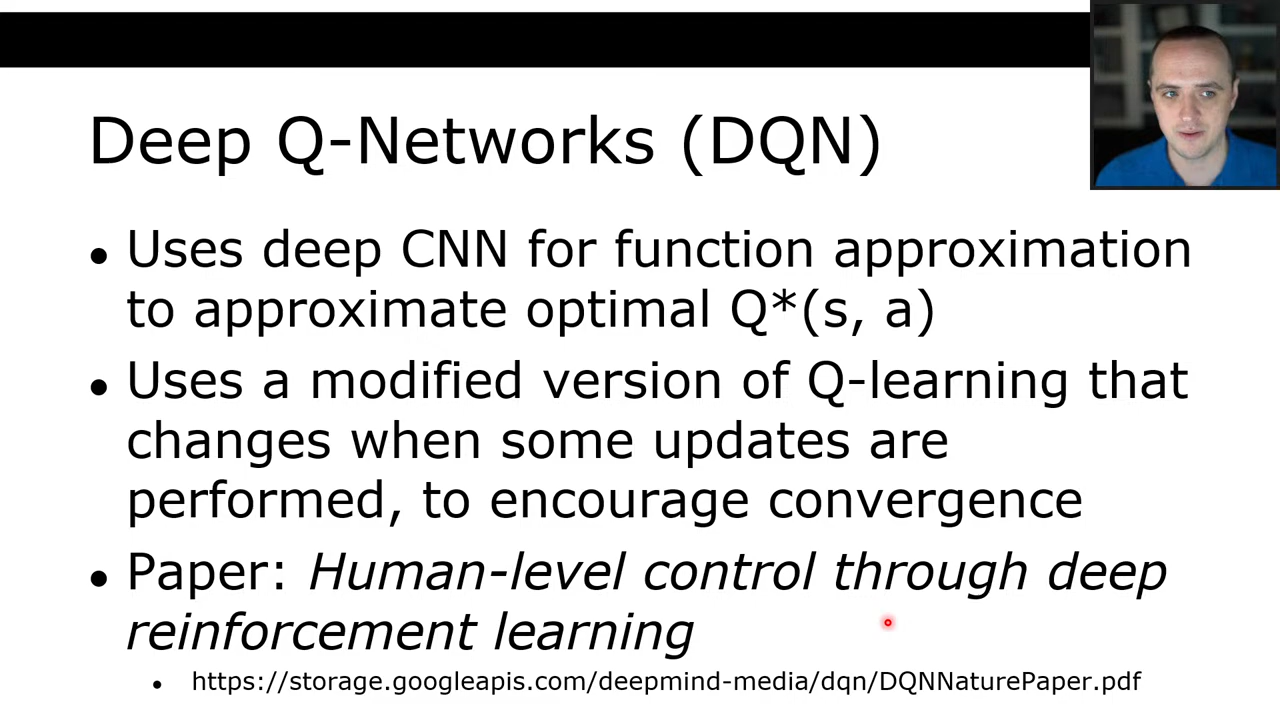 Deep Q-Networks (DQN)
• Uses deep CNN for function approximation
to approximate optimal Q*(s, a)
• Uses a modified version of Q-learning that
changes when some updates are
performed, to encourage convergence
• Paper: Human-level control through deep
reinforcement learning
• https://storage.googleapis.com/deepmind-media/dqn/DQNNaturePaper.pdf